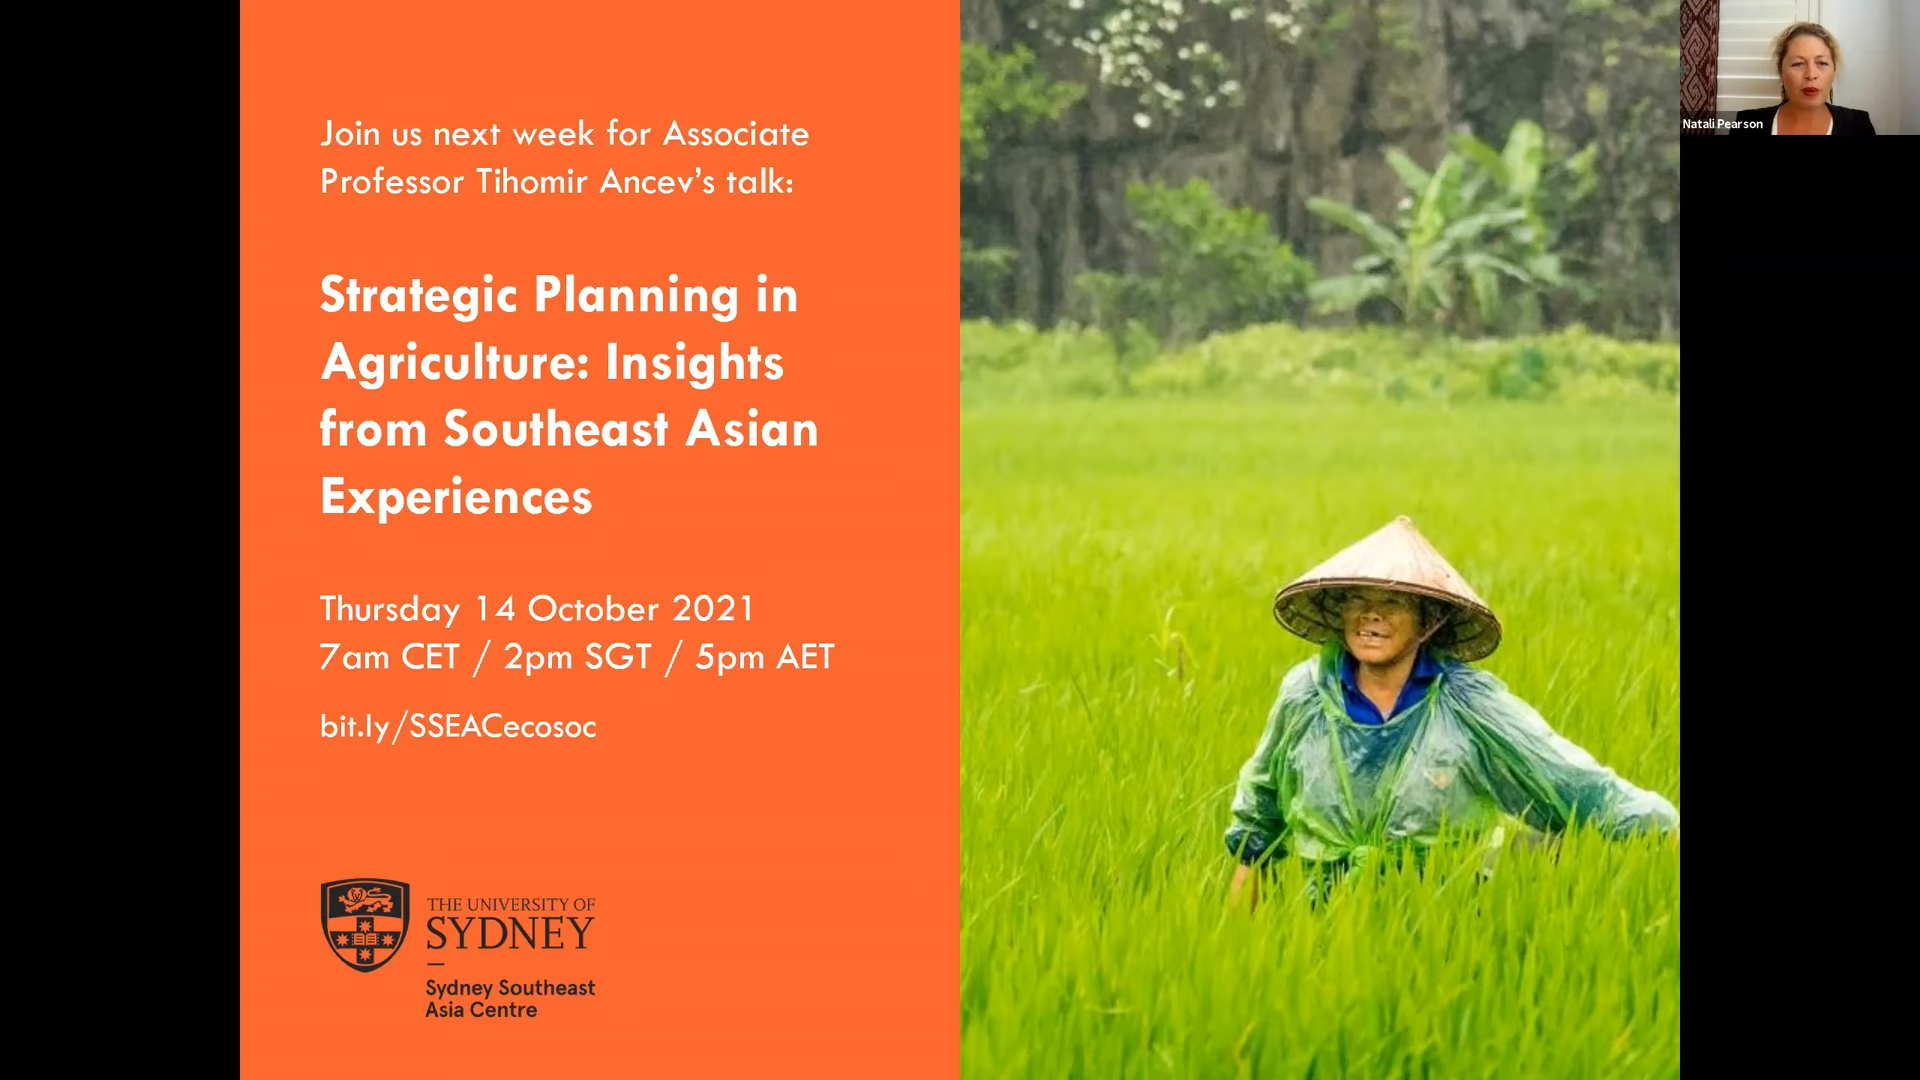 Join us next week for Associate
Professor Tihomir Ancev’s talk:
Strategic Planning in
Agriculture: Insights
from Southeast Asian
Experiences
Thursday 14 October 2021
7am CET / 2pm SGT / 5pm AET
bit.ly/SSEACecosoc
THE UNIVERSITY OF
SYDNEY
Sydney Southeast
Asia Centre
Natali Pearson